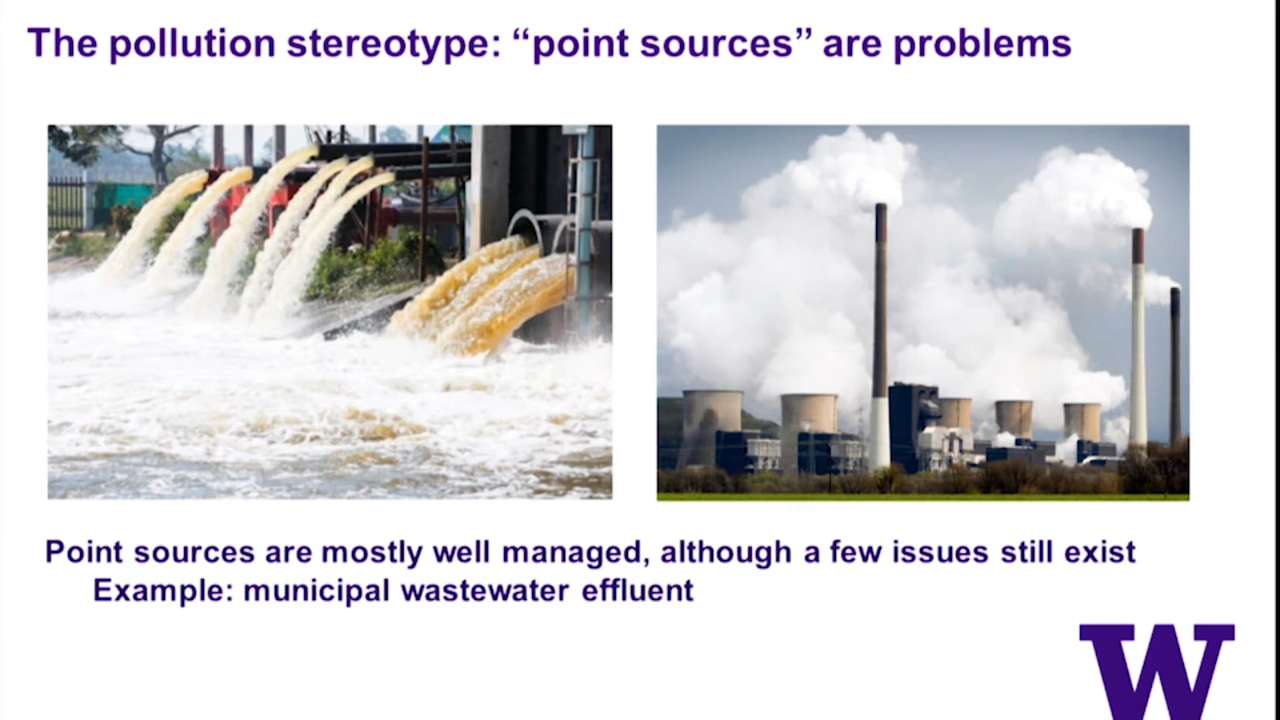 The pollution stereotype: “point sources” are problems
Point sources are mostly well managed, although a few issues still exist
Example: municipal wastewater effluent
W